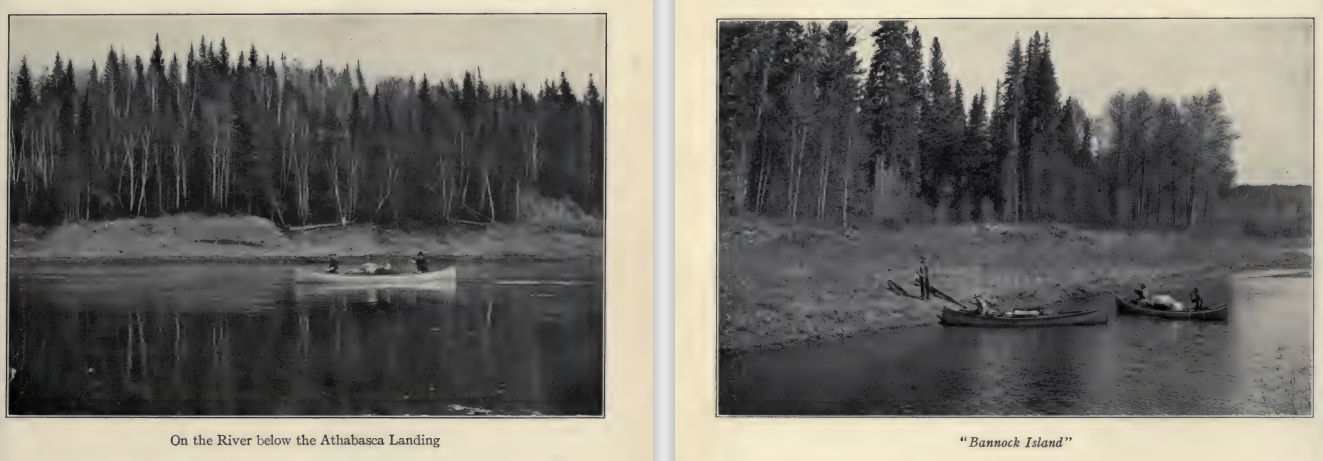 On the River below the Athabasca Landing
"Bannock Island"